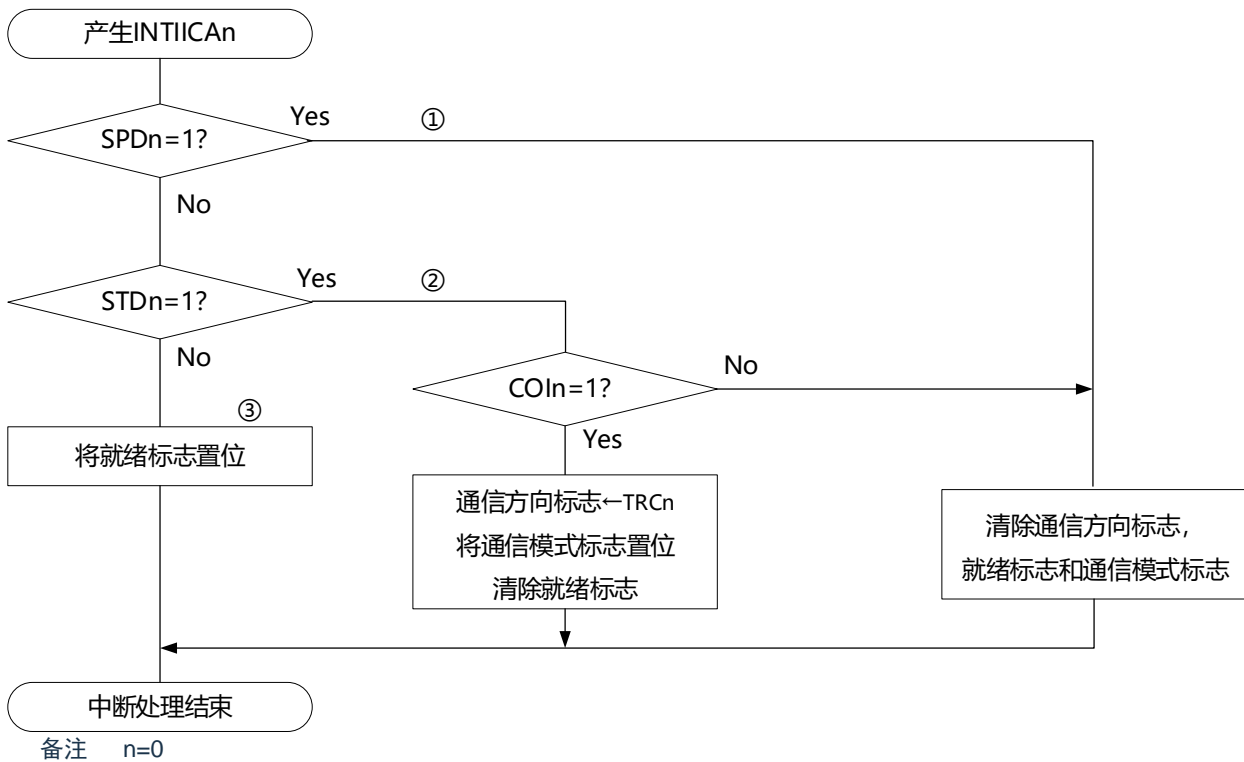 产生INTIICAn
Yes
①
SPDn=1?
No
Yes
②
STDn=1?
No
COIn=1?
No
③
Yes
将就绪标志置位
通信方向标志←TRCn
将通信模式标志置位
清除就绪标志
清除通信方向标志，
就绪标志和通信模式标志
中断处理结束
备注 n=0